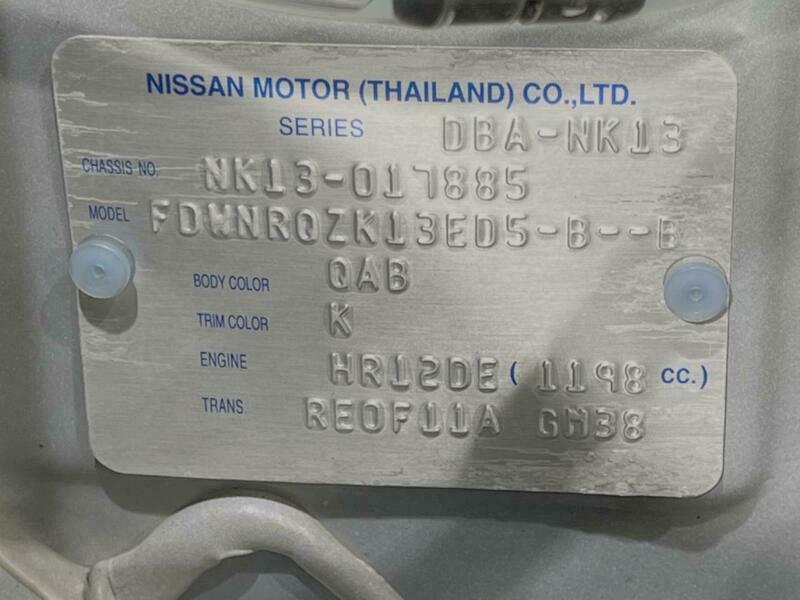 NISSAN MOTOR (THAILAND) CO.,LTD.
SERIES DBA-NK13
CHASSIS NO. NK13-017885
MODEL FDWNRQZK13ED5-B--B
BODY COLOR QAB
TRIM COLOR K
ENGINE HR12DE ( 1198 CC.)
TRANS. RE0F11A GM38